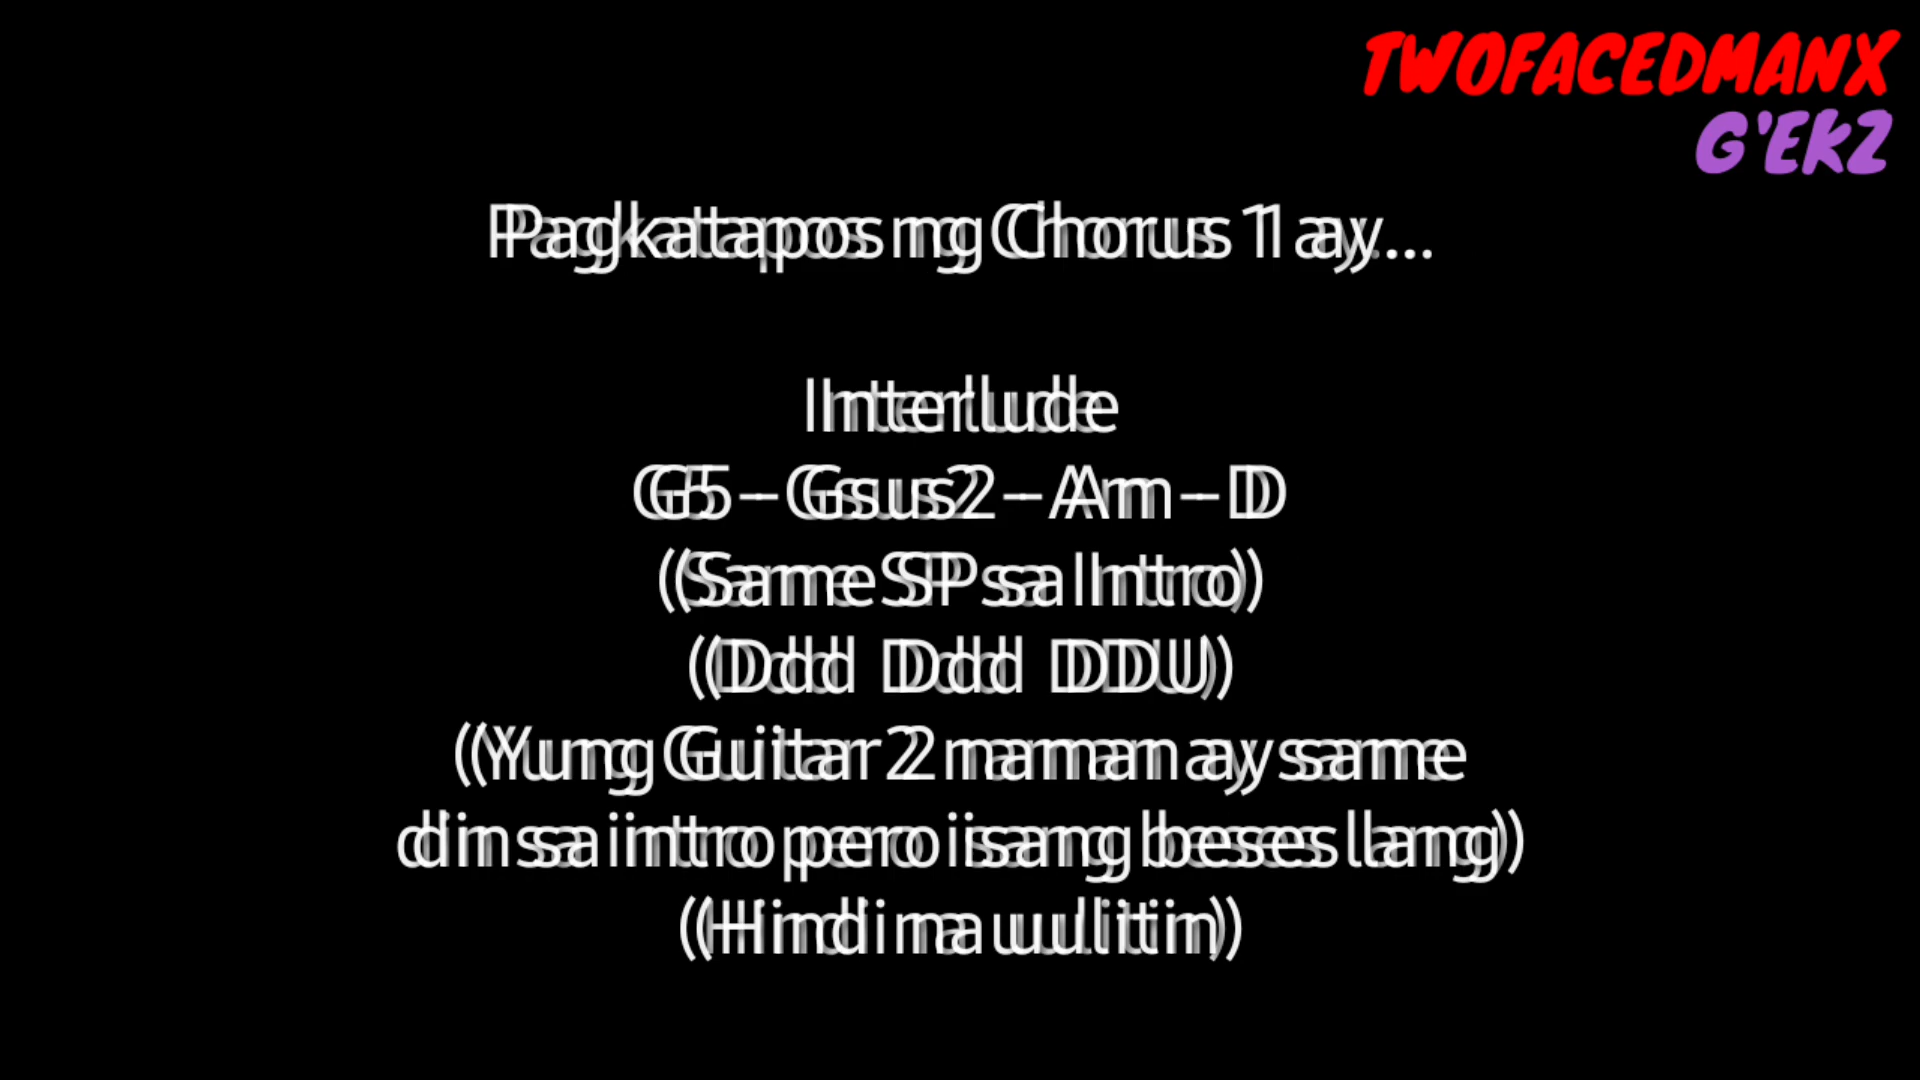 TWOFACEDMANX
G'EKZ
Pagkatapos ng Chorus 1 ay...
Interlude
G5 - Gsus2 - Am - D
(Same SP sa Intro)
(Ddd Ddd DDU)
(Yung Guitar 2 naman ay same
din sa intro pero isang beses lang)
(Hindi na uulitin)